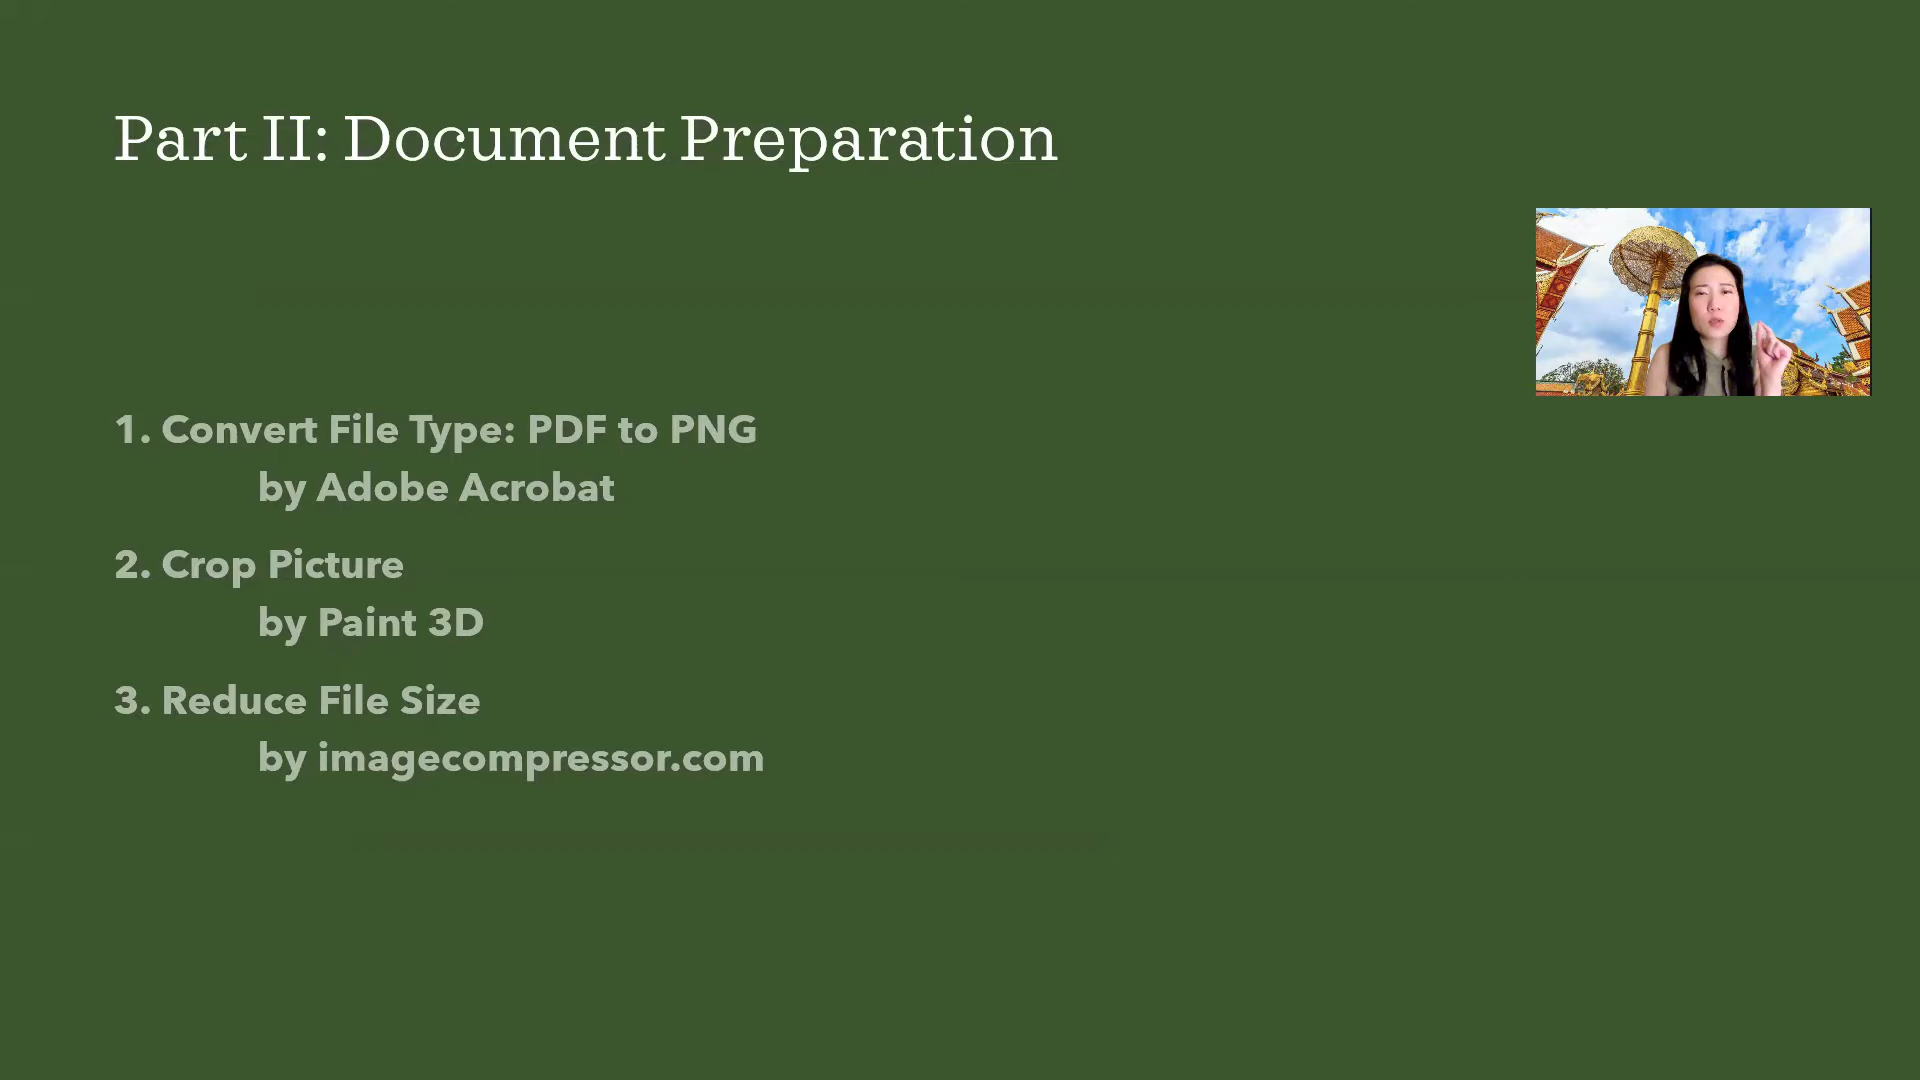 Part II: Document Preparation
1. Convert File Type: PDF to PNG
by Adobe Acrobat
2. Crop Picture
by Paint 3D
3. Reduce File Size
by imagecompressor.com